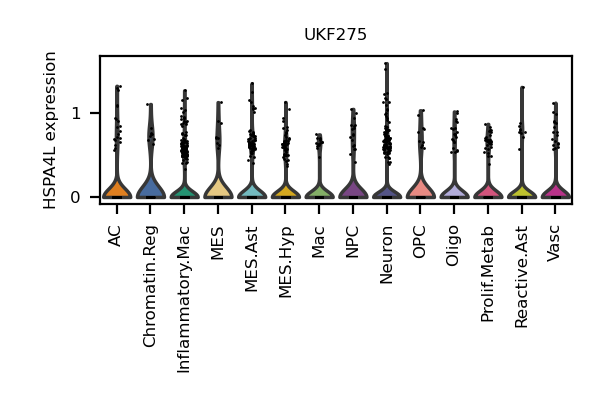 UKF275
HSPA4L expression
1
0
AC
Chromatin.Reg
Inflammatory.Mac
MES
MES.Ast
MES.Hyp
Mac
NPC
Neuron
OPC
Oligo
Prolif.Metab
Reactive.Ast
Vasc